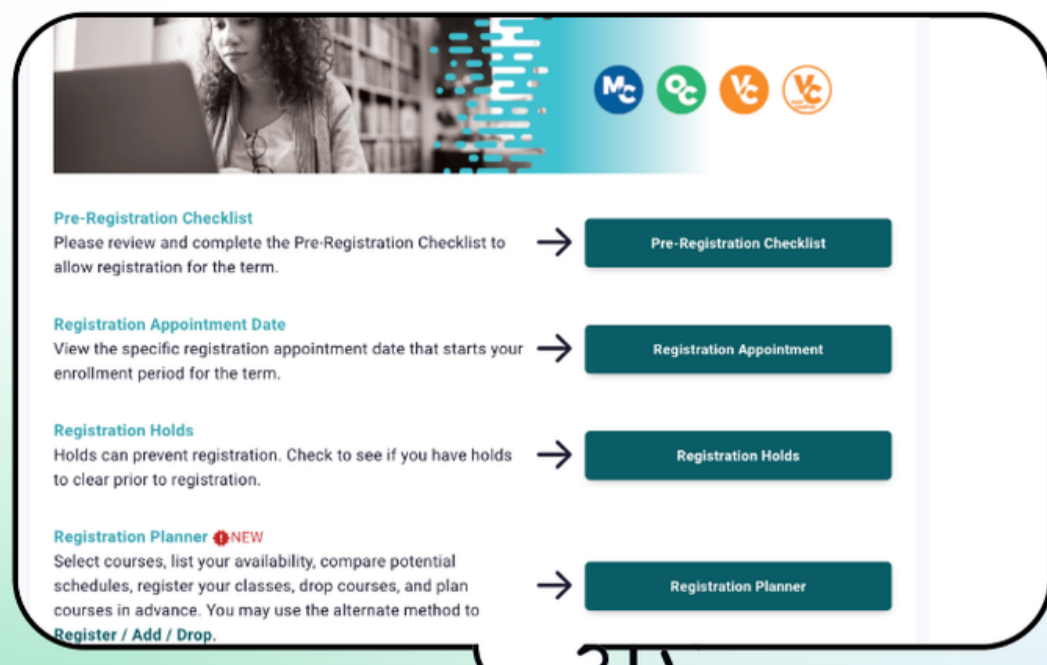 MC OC VC VC
Pre-Registration Checklist
Please review and complete the Pre-Registration Checklist to
allow registration for the term.
Pre-Registration Checklist
Registration Appointment Date
View the specific registration appointment date that starts your
enrollment period for the term.
Registration Appointment
Registration Holds
Holds can prevent registration. Check to see if you have holds
to clear prior to registration.
Registration Holds
Registration Planner NEW
Select courses, list your availability, compare potential
schedules, register your classes, drop courses, and plan
courses in advance. You may use the alternate method to
Register / Add / Drop.
Registration Planner